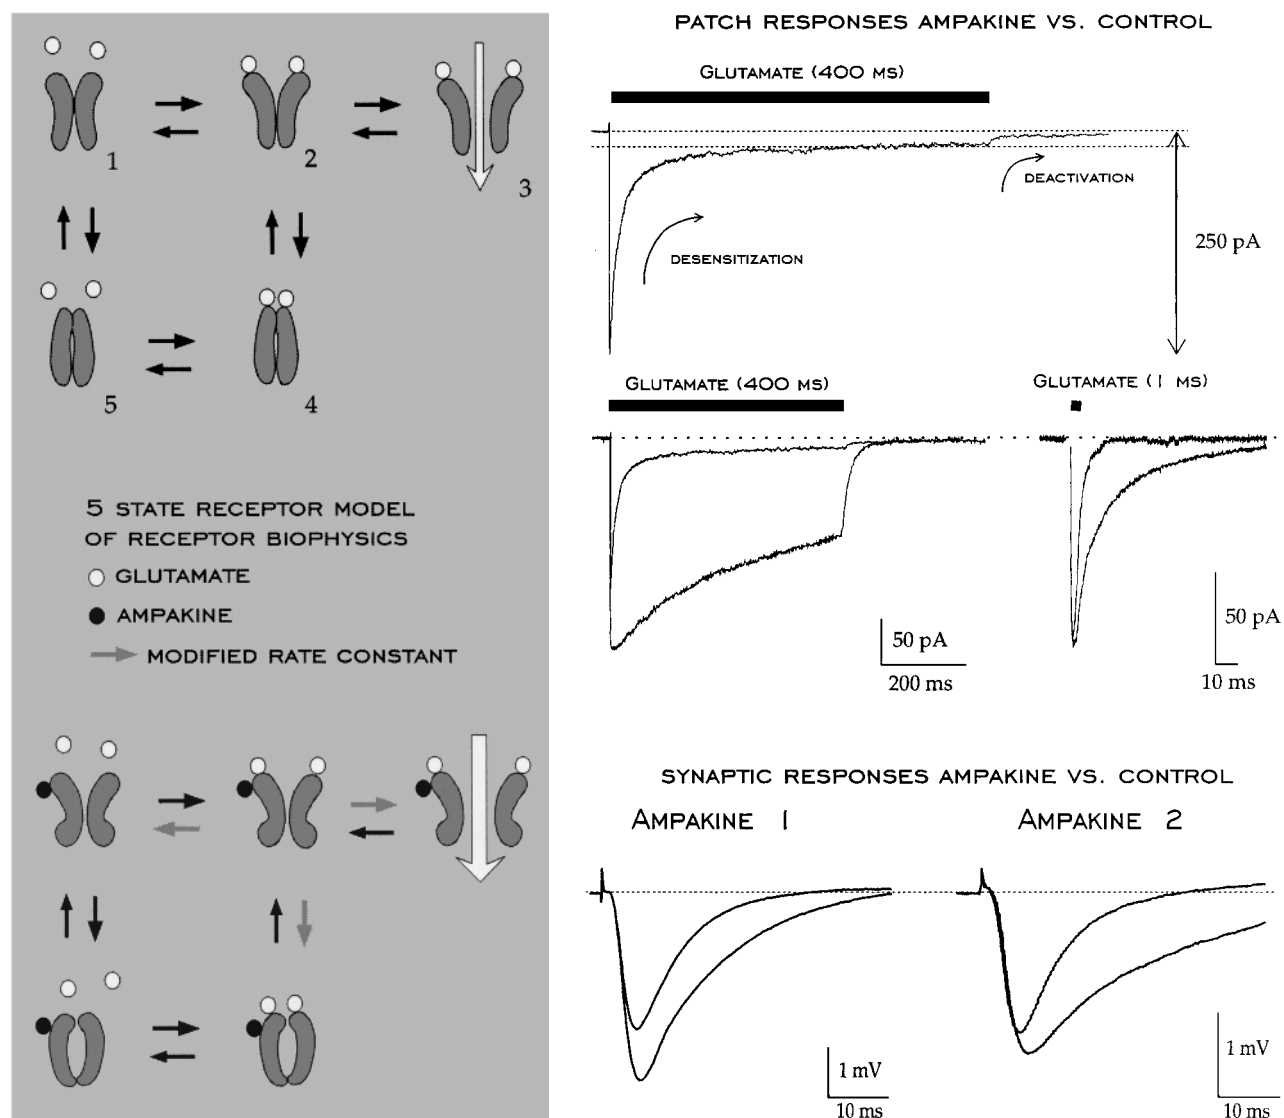 1
2
3
5
4
5 STATE RECEPTOR MODEL
OF RECEPTOR BIOPHYSICS
GLUTAMATE
AMPAKINE
MODIFIED RATE CONSTANT
PATCH RESPONSES AMPAKINE VS. CONTROL
GLUTAMATE (400 MS)
DEACTIVATION
250 pA
DESENSITIZATION
GLUTAMATE (400 MS)
GLUTAMATE (1 MS)
50 pA
200 ms
50 pA
10 ms
SYNAPTIC RESPONSES AMPAKINE VS. CONTROL
AMPAKINE 1
AMPAKINE 2
1 mV
10 ms
1 mV
10 ms